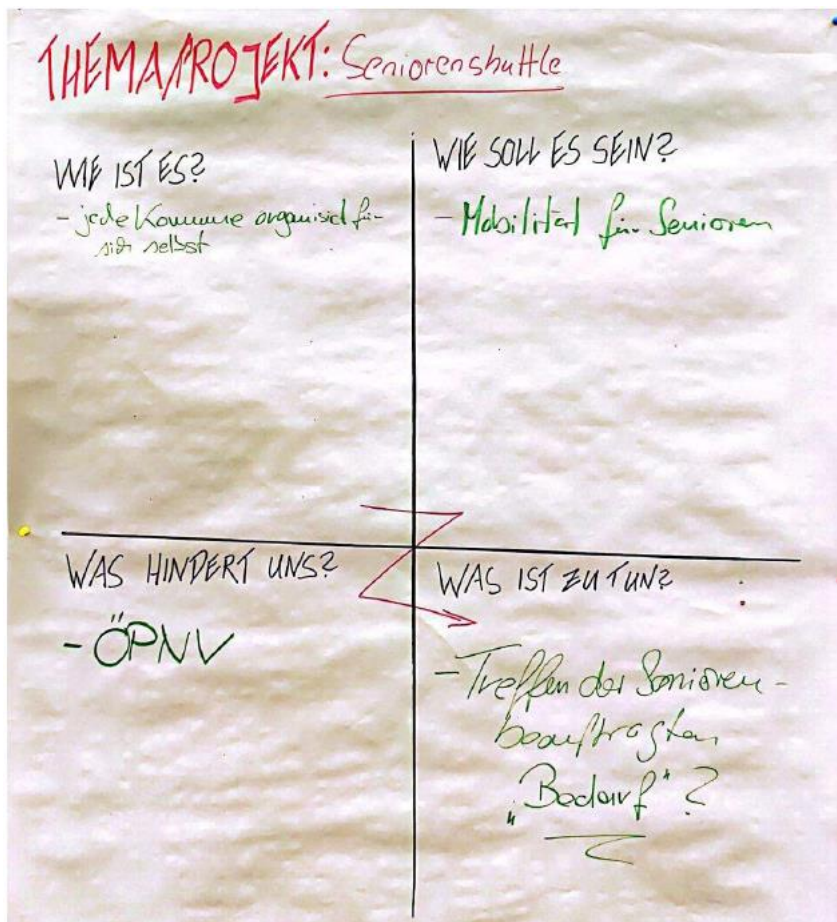 THEMA/PROJEKT: Seniorenshuttle
WIE IST ES?
- jede Kommune organisiert für
sich selbst
WIE SOLL ES SEIN?
- Mobilität für Senioren
WAS HINDERT UNS?
- ÖPNV
WAS IST ZU TUN?
- Treffen der Senioren-
beauftragten
„Bedarf“?